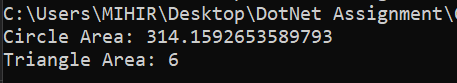 C:\Users\MIHIR\Desktop\DotNet Assignment\
Circle Area: 314.1592653589793
Triangle Area: 6